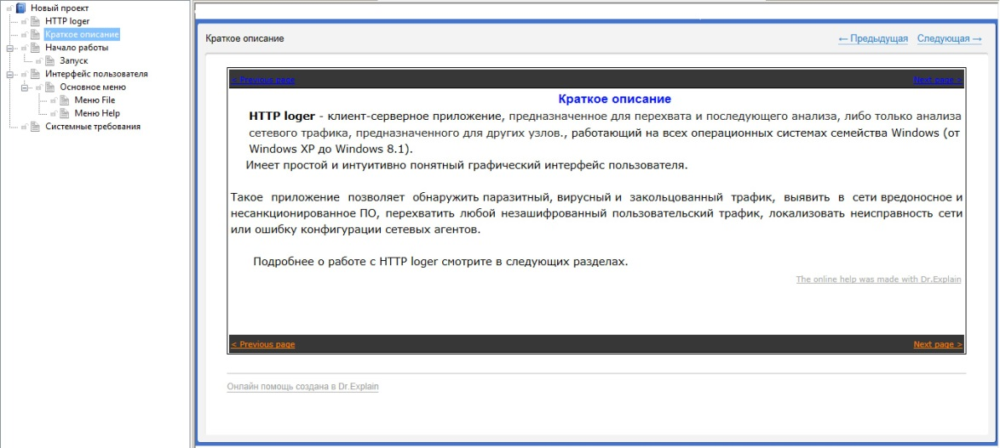 Новый проект
HTTP loger
Краткое описание
Начало работы
Запуск
Интерфейс пользователя
Основное меню
Меню File
Меню Help
Системные требования
Краткое описание
← Предыдущая Следующая →
< Previous page Next page >
Краткое описание
HTTP loger - клиент-серверное приложение, предназначенное для перехвата и последующего анализа, либо только анализа
сетевого трафика, предназначенного для других узлов., работающий на всех операционных системах семейства Windows (от
Windows XP до Windows 8.1).
Имеет простой и интуитивно понятный графический интерфейс пользователя.
Такое приложение позволяет обнаружить паразитный, вирусный и закольцованный трафик, выявить в сети вредоносное и
несанкционированное ПО, перехватить любой незашифрованный пользовательский трафик, локализовать неисправность сети
или ошибку конфигурации сетевых агентов.
Подробнее о работе с HTTP loger смотрите в следующих разделах.
The online help was made with Dr.Explain
< Previous page Next page >
Онлайн помощь создана в Dr.Explain